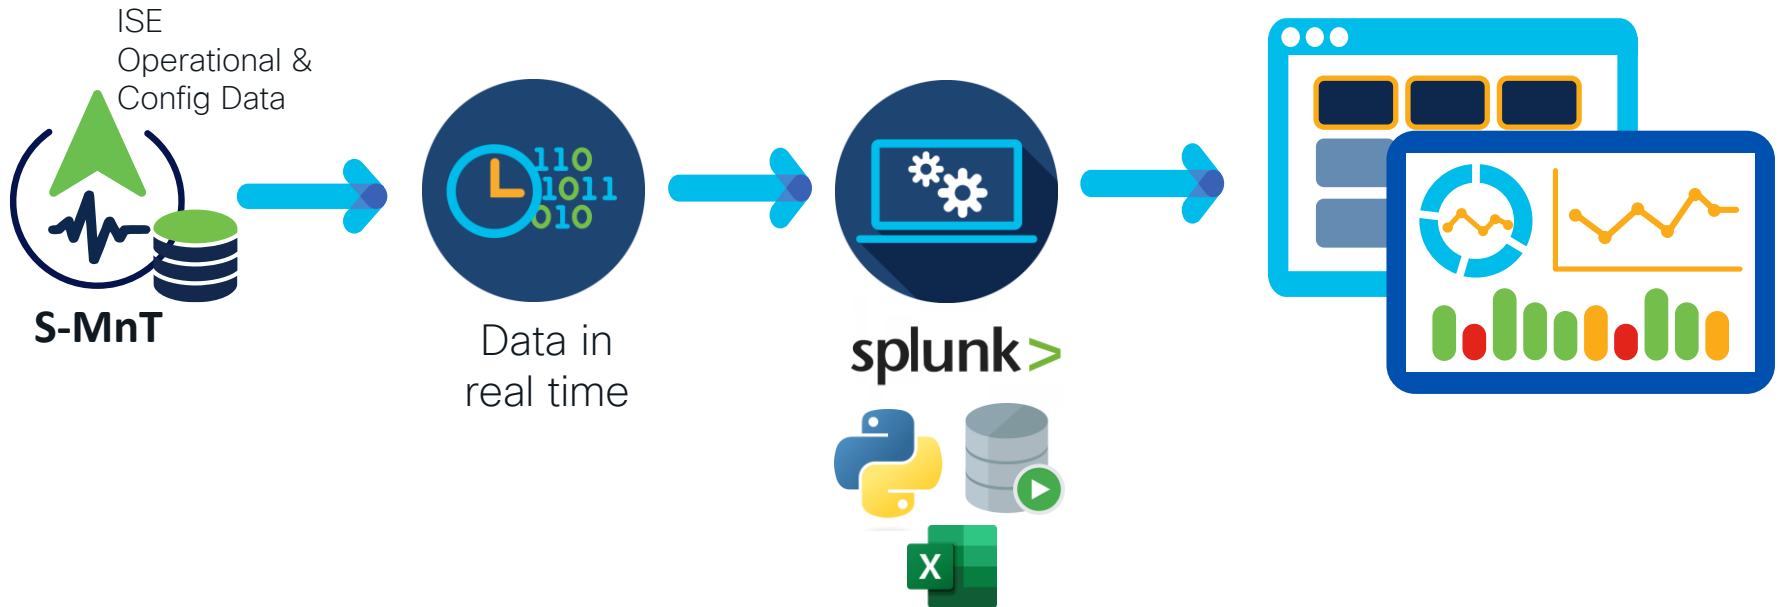 ISE
Operational &
Config Data
S-MnT
110
1011
010
Data in
real time
splunk>
X